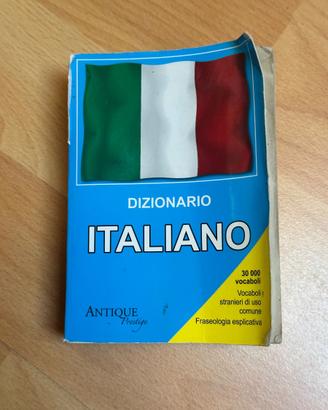 DIZIONARIO
ITALIANO
30 000
vocaboli
Vocaboli
stranieri di uso
comune
Fraseologia esplicativa
ANTIQUE
Prestige